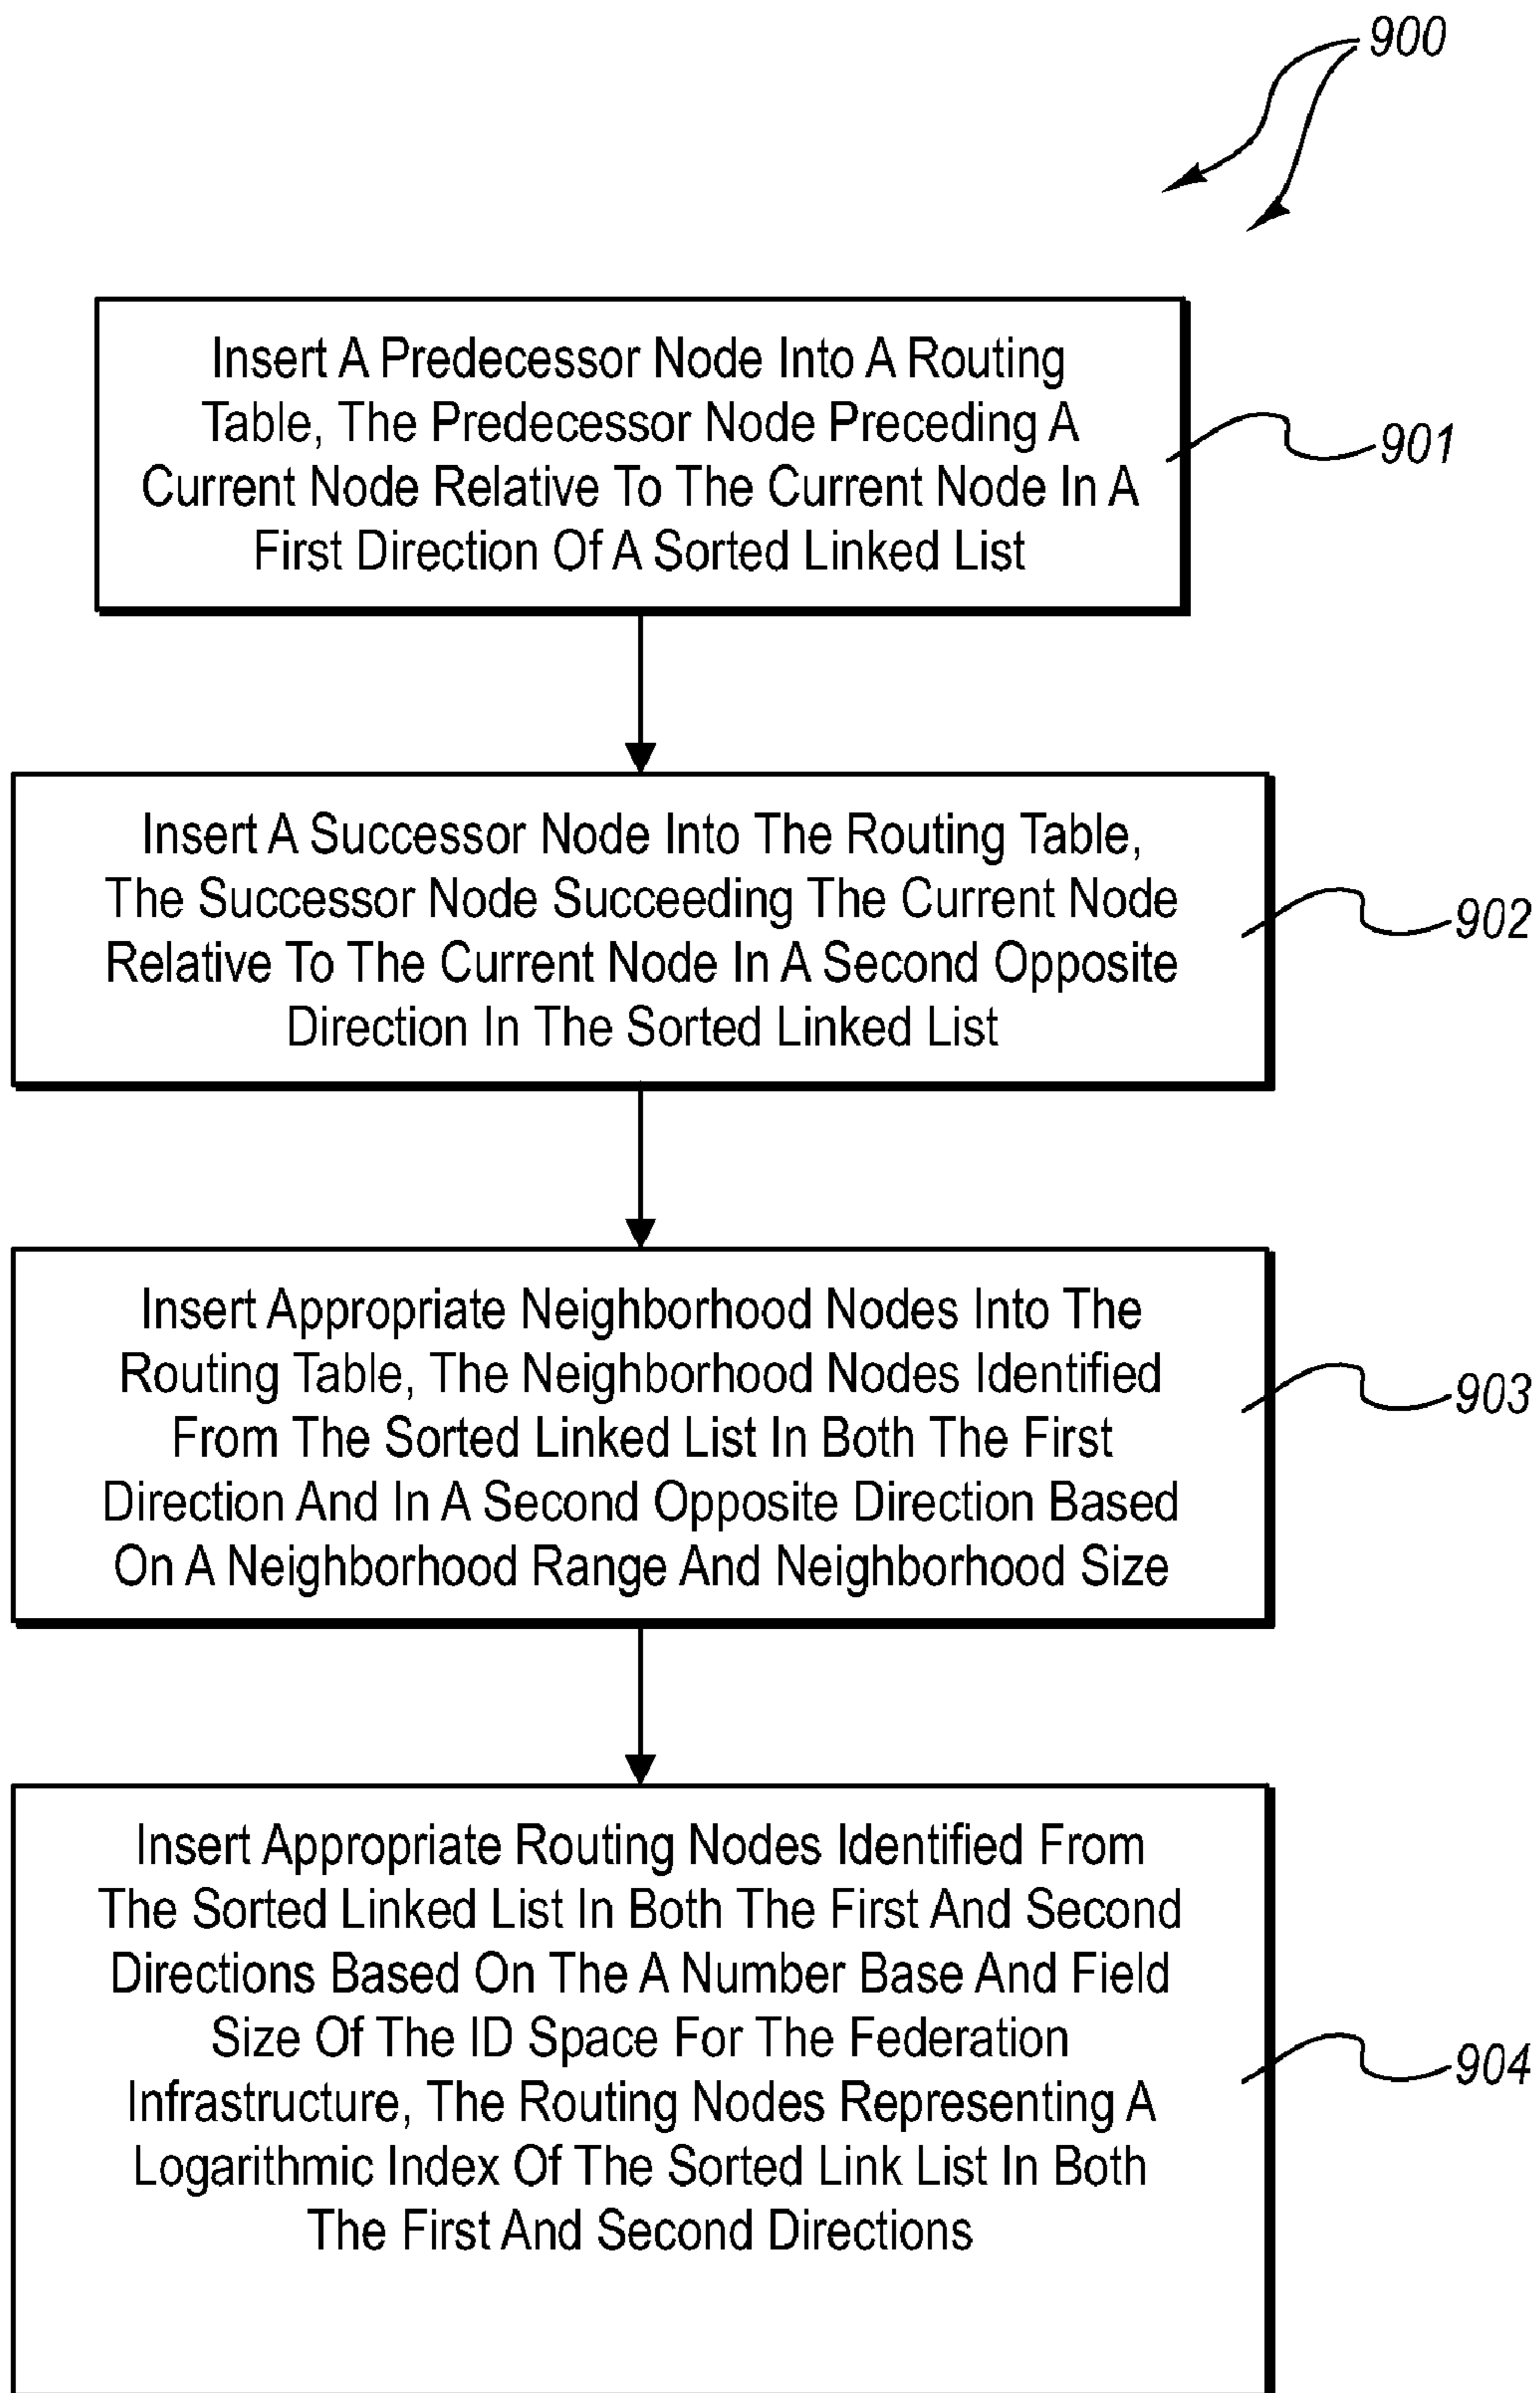 900
Insert A Predecessor Node Into A Routing
Table, The Predecessor Node Preceding A
Current Node Relative To The Current Node In A
First Direction Of A Sorted Linked List
901
Insert A Successor Node Into The Routing Table,
The Successor Node Succeeding The Current Node
Relative To The Current Node In A Second Opposite
Direction In The Sorted Linked List
902
Insert Appropriate Neighborhood Nodes Into The
Routing Table, The Neighborhood Nodes Identified
From The Sorted Linked List In Both The First
Direction And In A Second Opposite Direction Based
On A Neighborhood Range And Neighborhood Size
903
Insert Appropriate Routing Nodes Identified From
The Sorted Linked List In Both The First And Second
Directions Based On The A Number Base And Field
Size Of The ID Space For The Federation
Infrastructure, The Routing Nodes Representing A
Logarithmic Index Of The Sorted Link List In Both
The First And Second Directions
904